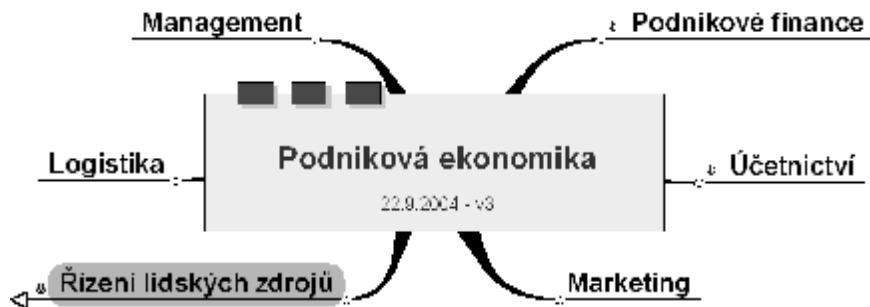 Management
Podnikové finance
Podniková ekonomika
22.9.2004 - v3
Logistika
Účetnictví
Řízení lidských zdrojů
Marketing